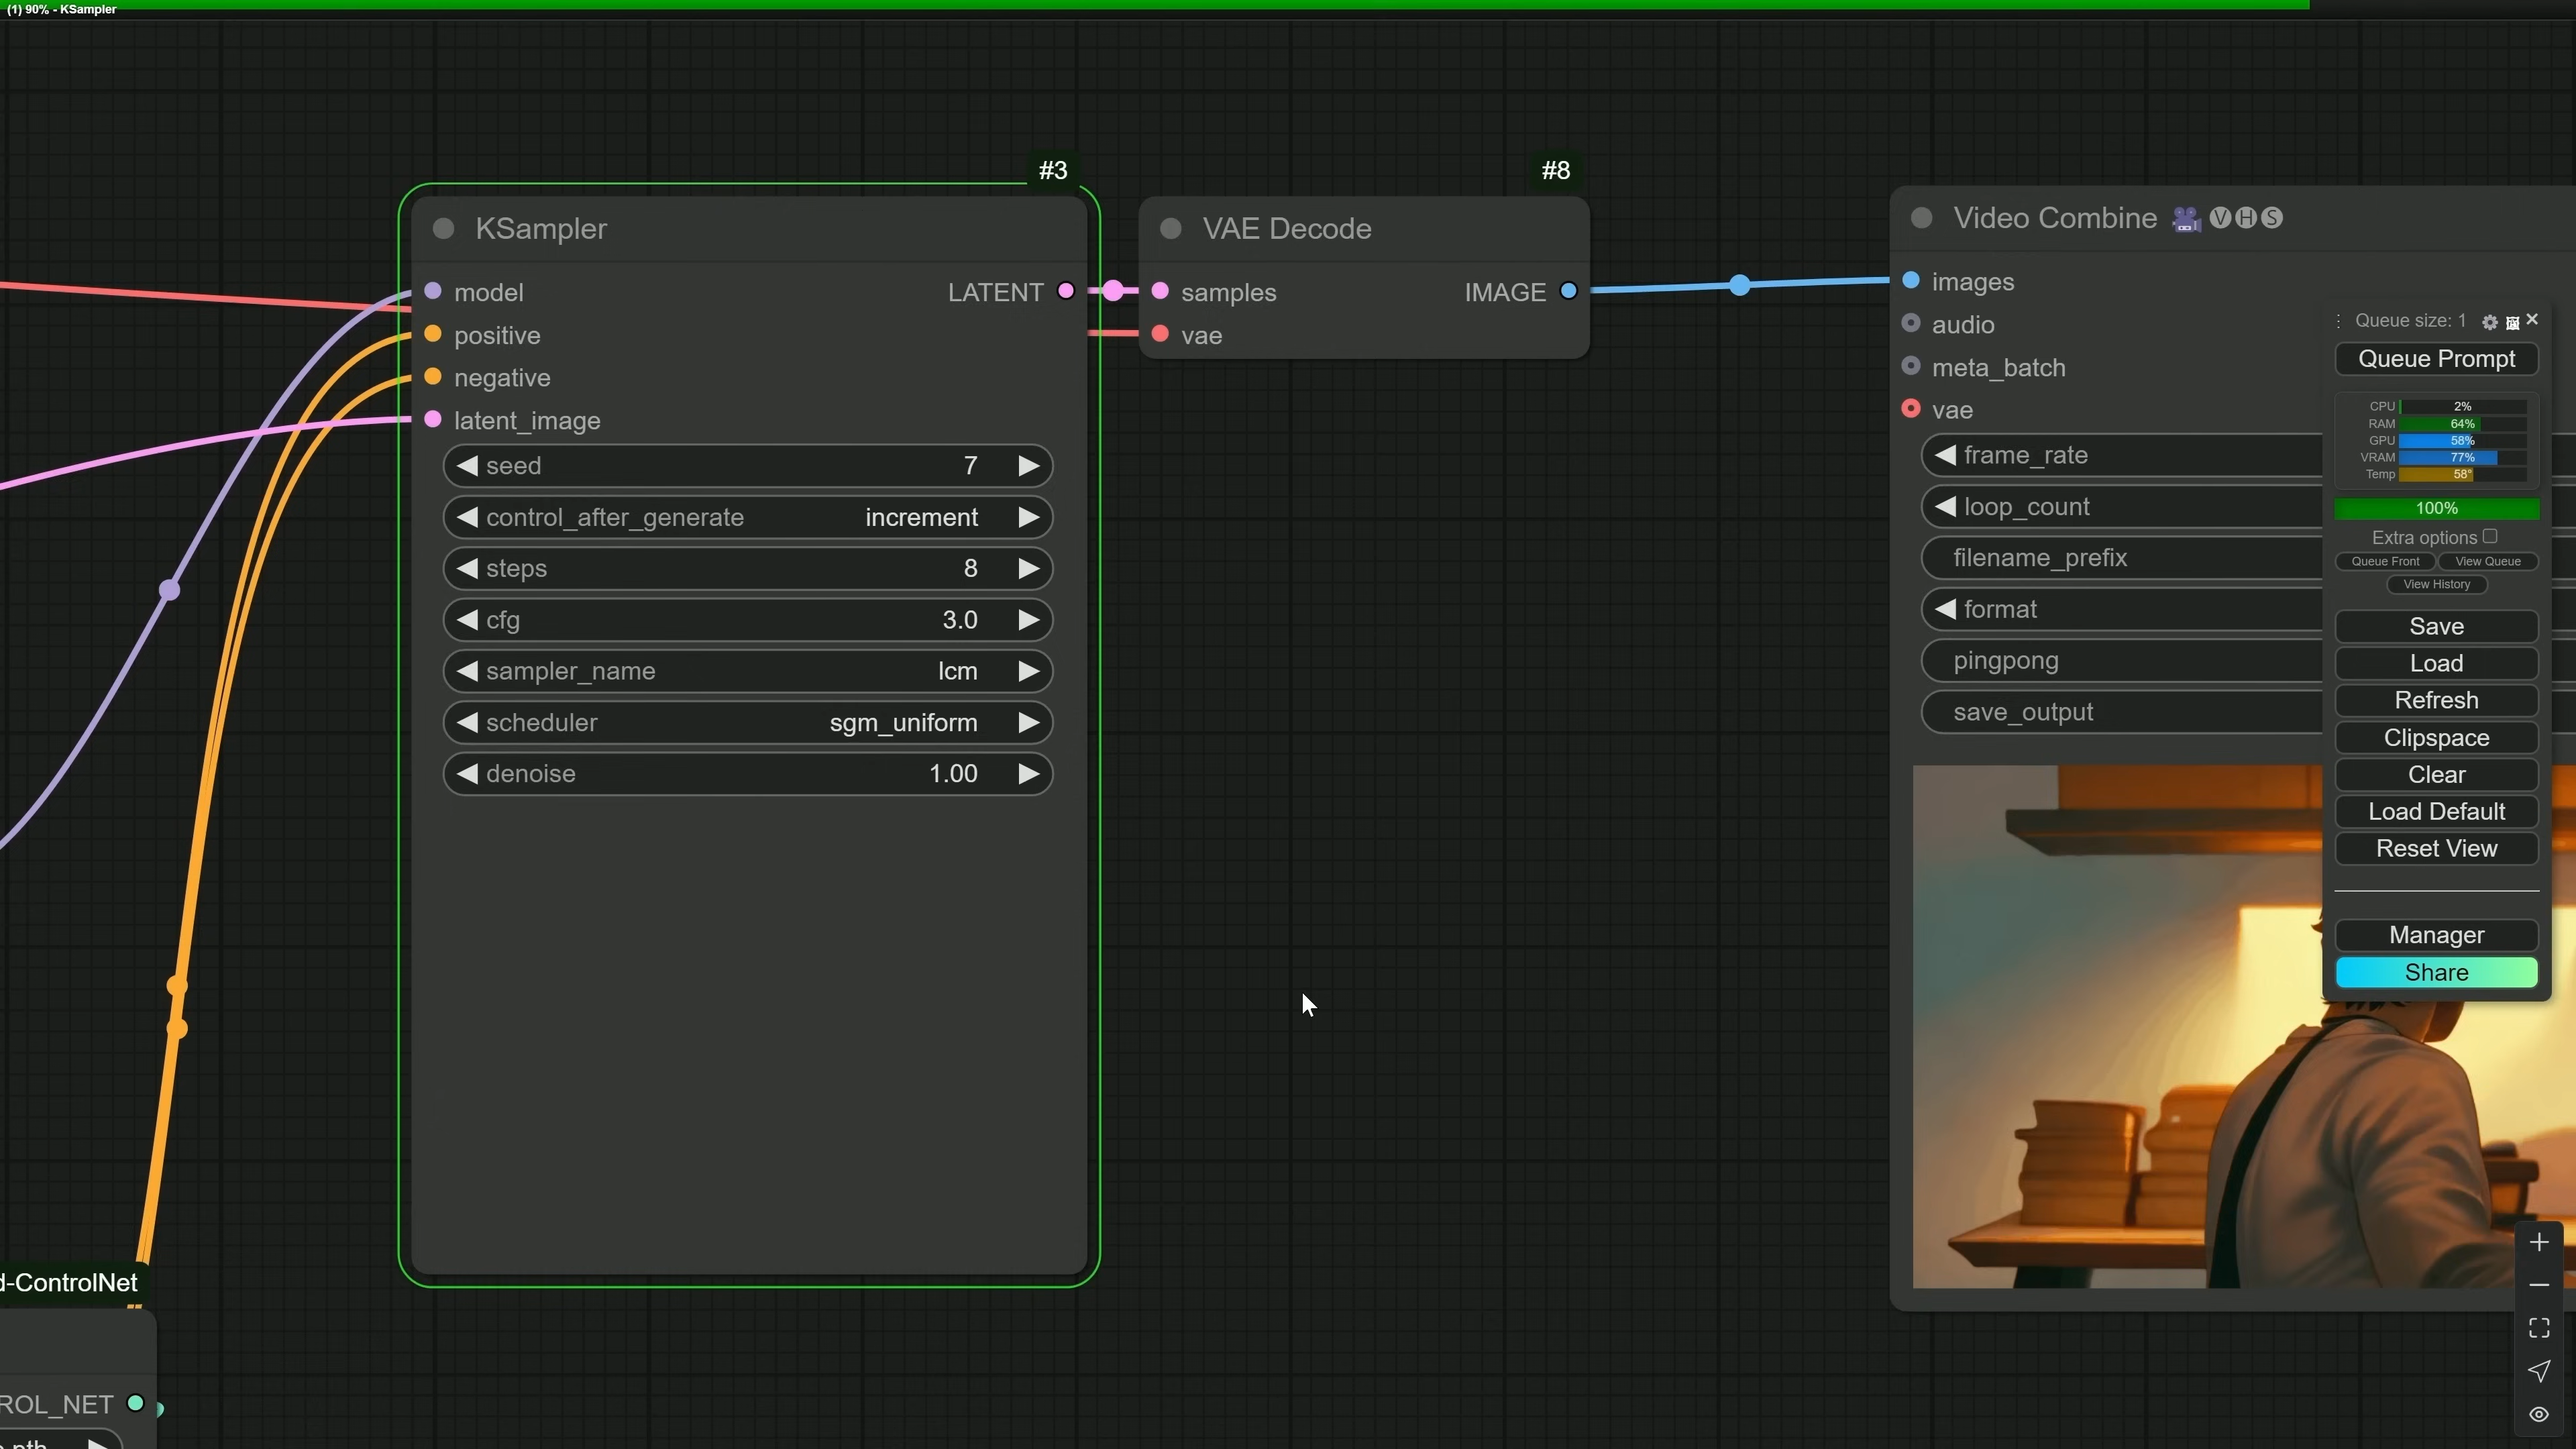 (1) 90% - KSampler
#3
#8
KSampler
model
LATENT
positive
negative
latent_image
seed 7
control_after_generate increment
steps 8
cfg 3.0
sampler_name lcm
scheduler sgm_uniform
denoise 1.00
VAE Decode
samples
IMAGE
vae
Video Combine 🎥🅥🅗🅢
images
audio
meta_batch
vae
frame_rate
loop_count
filename_prefix
format
pingpong
save_output
Queue size: 1
Queue Prompt
CPU 2%
RAM 64%
GPU 58%
VRAM 77%
Temp 58°
100%
Extra options
Queue Front View Queue
View History
Save
Load
Refresh
Clipspace
Clear
Load Default
Reset View
Manager
Share
d-ControlNet
ROL_NET